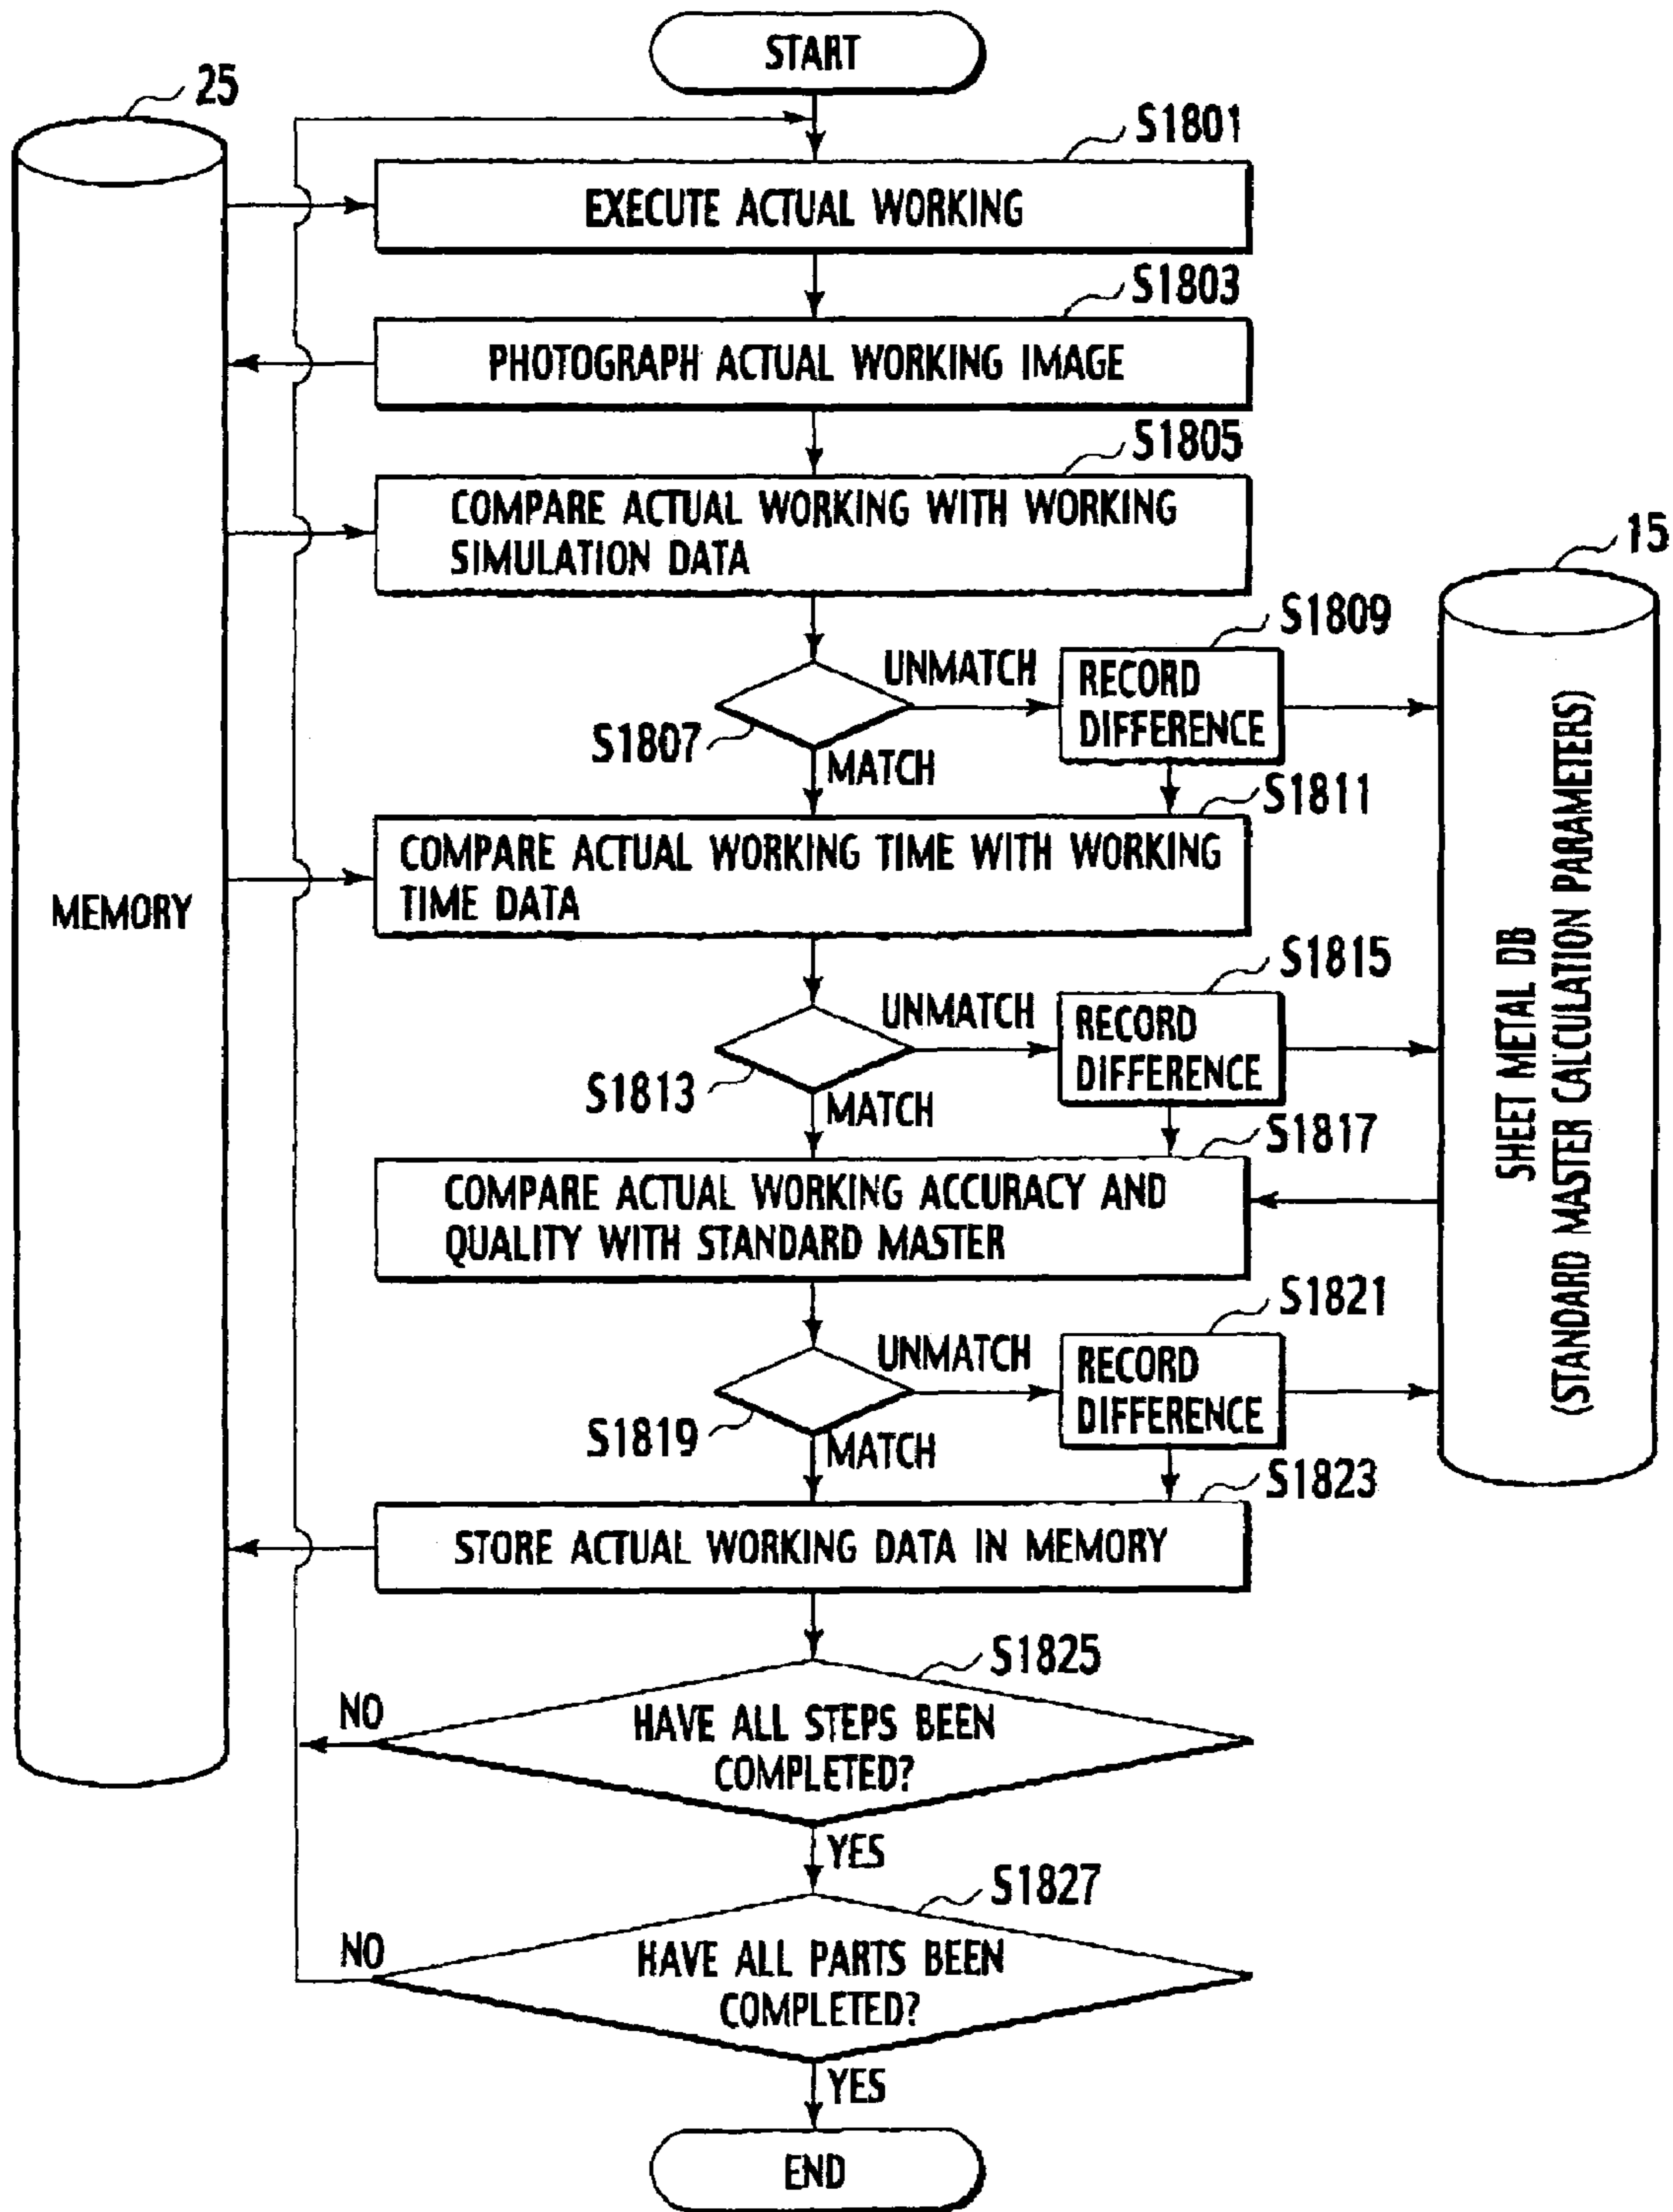 START
25
S1801
EXECUTE ACTUAL WORKING
S1803
PHOTOGRAPH ACTUAL WORKING IMAGE
S1805
COMPARE ACTUAL WORKING WITH WORKING
SIMULATION DATA
15
S1807
UNMATCH
MATCH
S1809
RECORD
DIFFERENCE
S1811
COMPARE ACTUAL WORKING TIME WITH WORKING
TIME DATA
MEMORY
S1813
UNMATCH
MATCH
S1815
RECORD
DIFFERENCE
SHEET METAL DB
(STANDARD MASTER CALCULATION PARAMETERS)
S1817
COMPARE ACTUAL WORKING ACCURACY AND
QUALITY WITH STANDARD MASTER
S1819
UNMATCH
MATCH
S1821
RECORD
DIFFERENCE
S1823
STORE ACTUAL WORKING DATA IN MEMORY
S1825
NO
HAVE ALL STEPS BEEN
COMPLETED?
YES
S1827
NO
HAVE ALL PARTS BEEN
COMPLETED?
YES
END